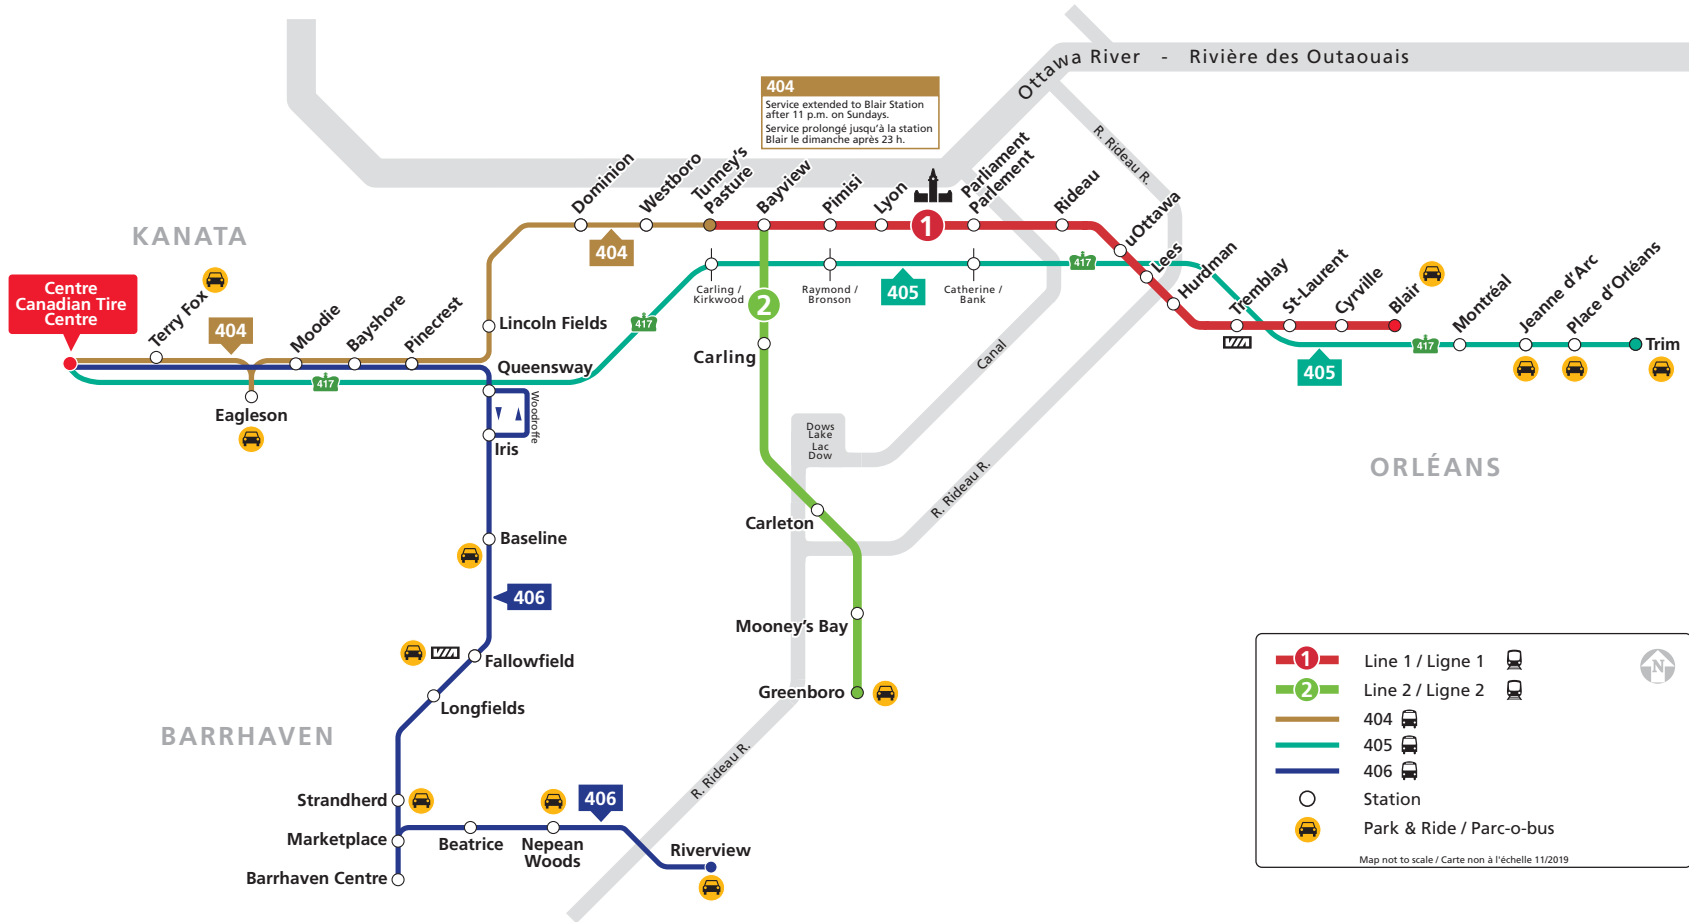 Ottawa River - Rivière des Outaouais
404
Service extended to Blair Station
after 11 p.m. on Sundays.
Service prolongé jusqu'à la station
Blair le dimanche après 23 h.
R. Rideau R.
KANATA
Centre
Canadian Tire
Centre
Terry Fox
404
Eagleson
Moodie
Bayshore
Pinecrest
417
Lincoln Fields
Queensway
Woodroffe
Iris
Dominion
404
Westboro
Tunney's
Pasture
Bayview
Pimisi
Lyon
1
Parliament
Parlement
Rideau
uOttawa
Lees
Hurdman
Tremblay
St-Laurent
Cyrville
Blair
417
Carling /
Kirkwood
2
Raymond /
Bronson
405
Catherine /
Bank
417
405
417
Montréal
Jeanne d'Arc
Place d'Orléans
Trim
ORLÉANS
Carling
Canal
Dows
Lake
Lac
Dow
R. Rideau R.
Carleton
Mooney's Bay
Greenboro
R. Rideau R.
Baseline
406
Fallowfield
Longfields
BARRHAVEN
Strandherd
Marketplace
Barrhaven Centre
Beatrice
Nepean
Woods
406
Riverview
1 Line 1 / Ligne 1
N
2 Line 2 / Ligne 2
404
405
406
Station
Park & Ride / Parc-o-bus
Map not to scale / Carte non à l'échelle 11/2019